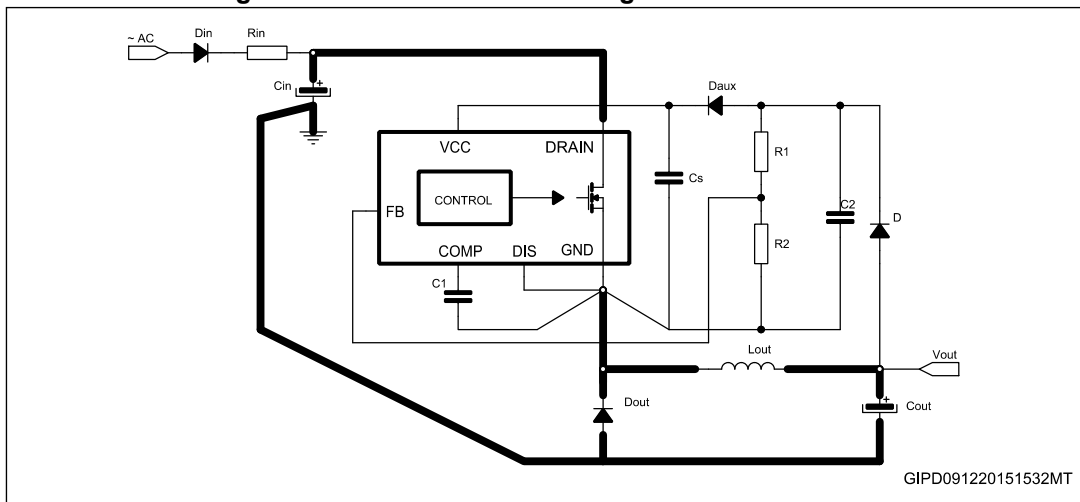 ~ AC
Din
Rin
Cin
Daux
VCC
DRAIN
R1
Cs
CONTROL
FB
C2
D
R2
COMP
DIS
GND
C1
Lout
Vout
Dout
Cout
GIPD091220151532MT